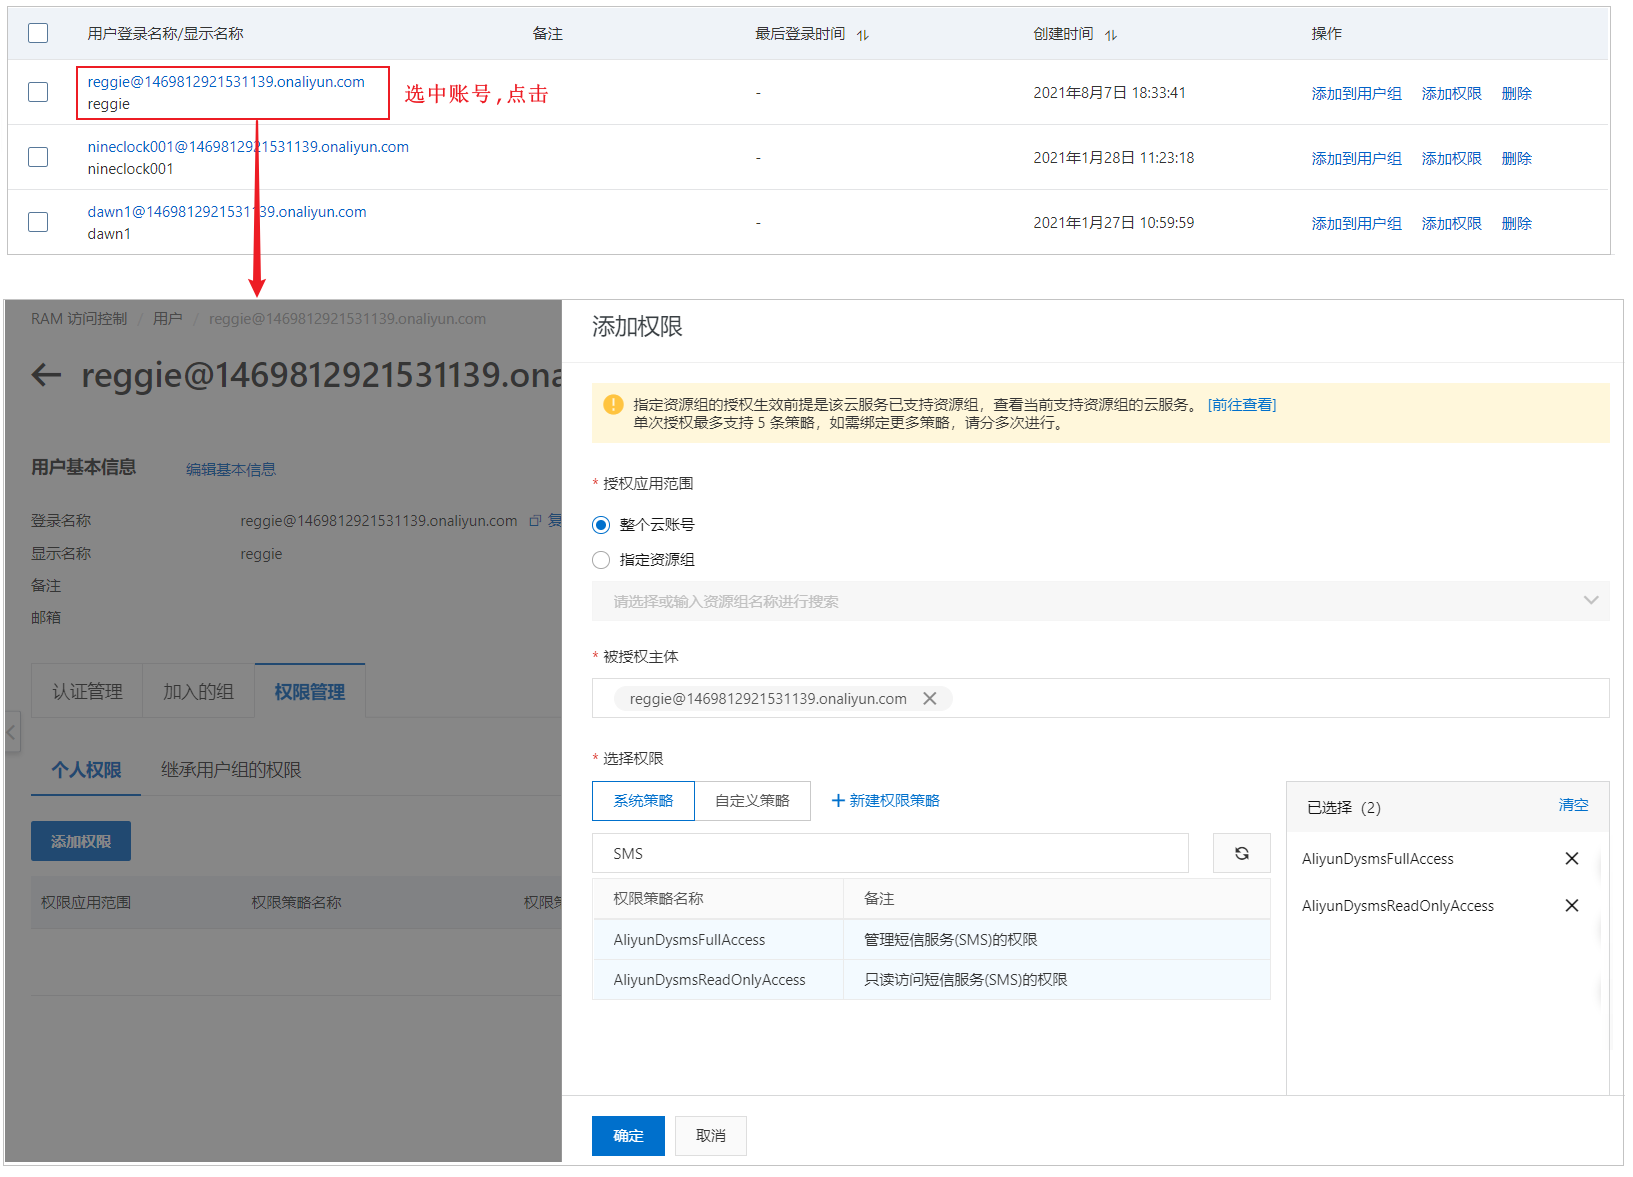 用户登录名称/显示名称 备注 最后登录时间 创建时间 操作
reggie@1469812921531139.onaliyun.com
reggie
选中账号,点击
- 2021年8月7日 18:33:41 添加到用户组 添加权限 删除
nineclock001@1469812921531139.onaliyun.com
nineclock001
- 2021年1月28日 11:23:18 添加到用户组 添加权限 删除
dawn1@1469812921531139.onaliyun.com
dawn1
- 2021年1月27日 10:59:59 添加到用户组 添加权限 删除
RAM 访问控制 / 用户 / reggie@1469812921531139.onaliyun.com
reggie@1469812921531139.ona
用户基本信息 编辑基本信息
登录名称 reggie@1469812921531139.onaliyun.com 复
显示名称 reggie
备注
邮箱
认证管理 加入的组 权限管理
个人权限 继承用户组的权限
添加权限
权限应用范围 权限策略名称 权限
添加权限
指定资源组的授权生效前提是该云服务已支持资源组，查看当前支持资源组的云服务。 [前往查看]
单次授权最多支持 5 条策略，如需绑定更多策略，请分多次进行。
* 授权应用范围
整个云账号
指定资源组
请选择或输入资源组名称进行搜索
* 被授权主体
reggie@1469812921531139.onaliyun.com
* 选择权限
系统策略 自定义策略 + 新建权限策略
SMS
权限策略名称 备注
AliyunDysmsFullAccess 管理短信服务(SMS)的权限
AliyunDysmsReadOnlyAccess 只读访问短信服务(SMS)的权限
已选择 (2) 清空
AliyunDysmsFullAccess
AliyunDysmsReadOnlyAccess
确定 取消